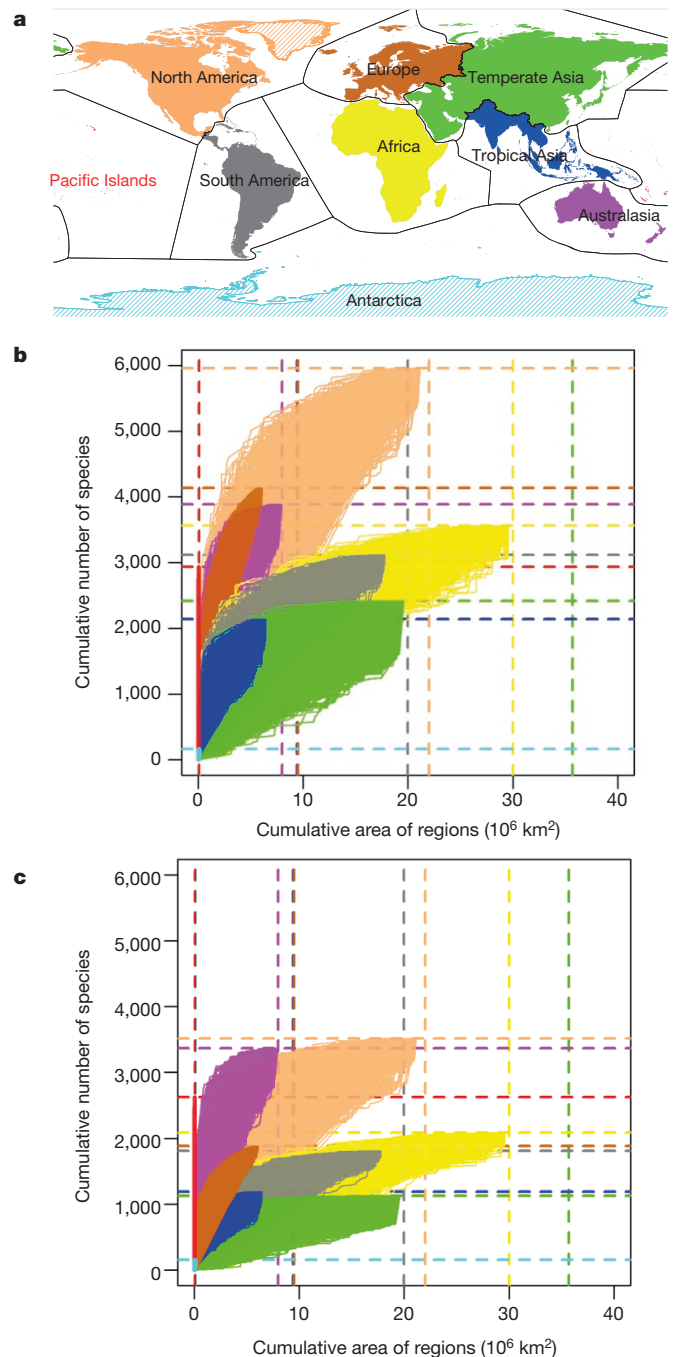 a
North America
Europe
Temperate Asia
Africa
Tropical Asia
Pacific Islands
South America
Australasia
Antarctica
b
6,000
5,000
4,000
3,000
2,000
1,000
0
Cumulative number of species
0 10 20 30 40
Cumulative area of regions (10⁶ km²)
c
6,000
5,000
4,000
3,000
2,000
1,000
0
Cumulative number of species
0 10 20 30 40
Cumulative area of regions (10⁶ km²)